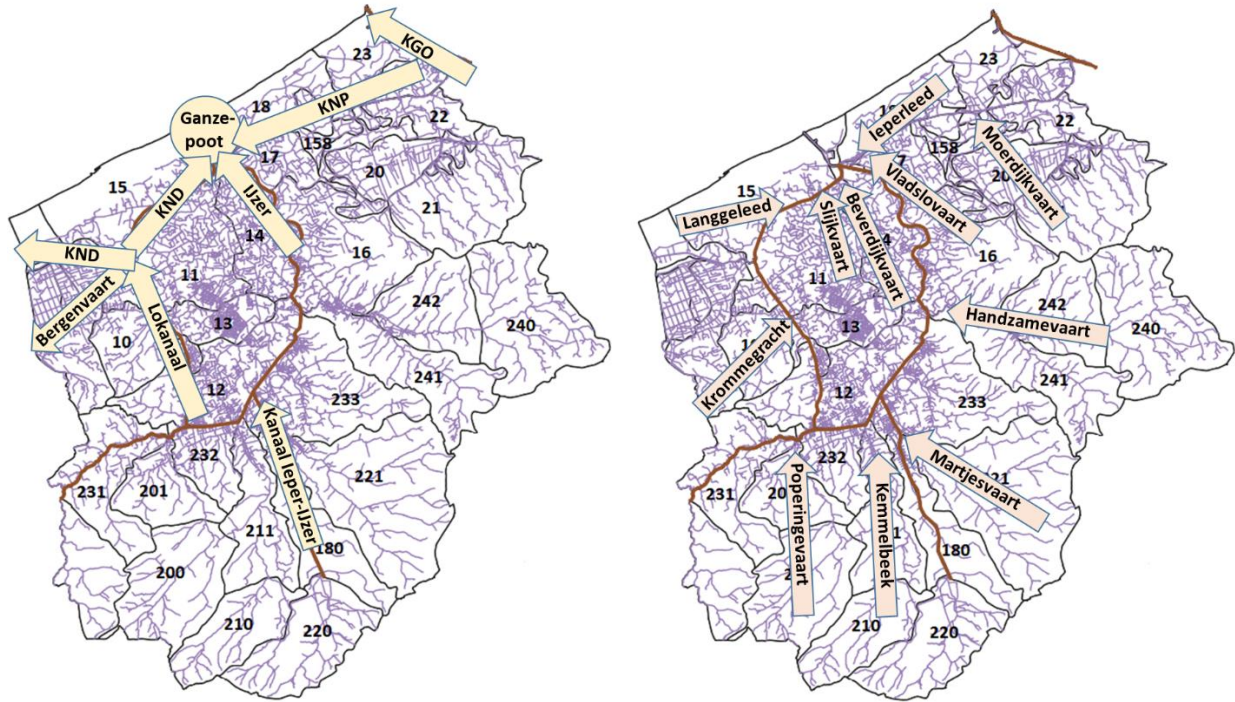 KGO
23
KNP
18
Ganze-
poot
22
158
17
20
15
KND
IJzer
21
14
16
KND
11
242
Bergenvaart
Lokanaal
13
240
10
241
12
233
Kanaal Ieper-IJzer
232
221
231
201
211
180
200
210
220
23
Ieperleed
22
Moerdijkvaart
158
Vladslovaart
15
Langgeleed
Slijkvaart
Beverdijkvaart
16
11
242
Handzamevaart
13
240
Krommegracht
241
12
233
232
Martjesvaart
231
Poperingevaart
Kemmelbeek
180
210
220